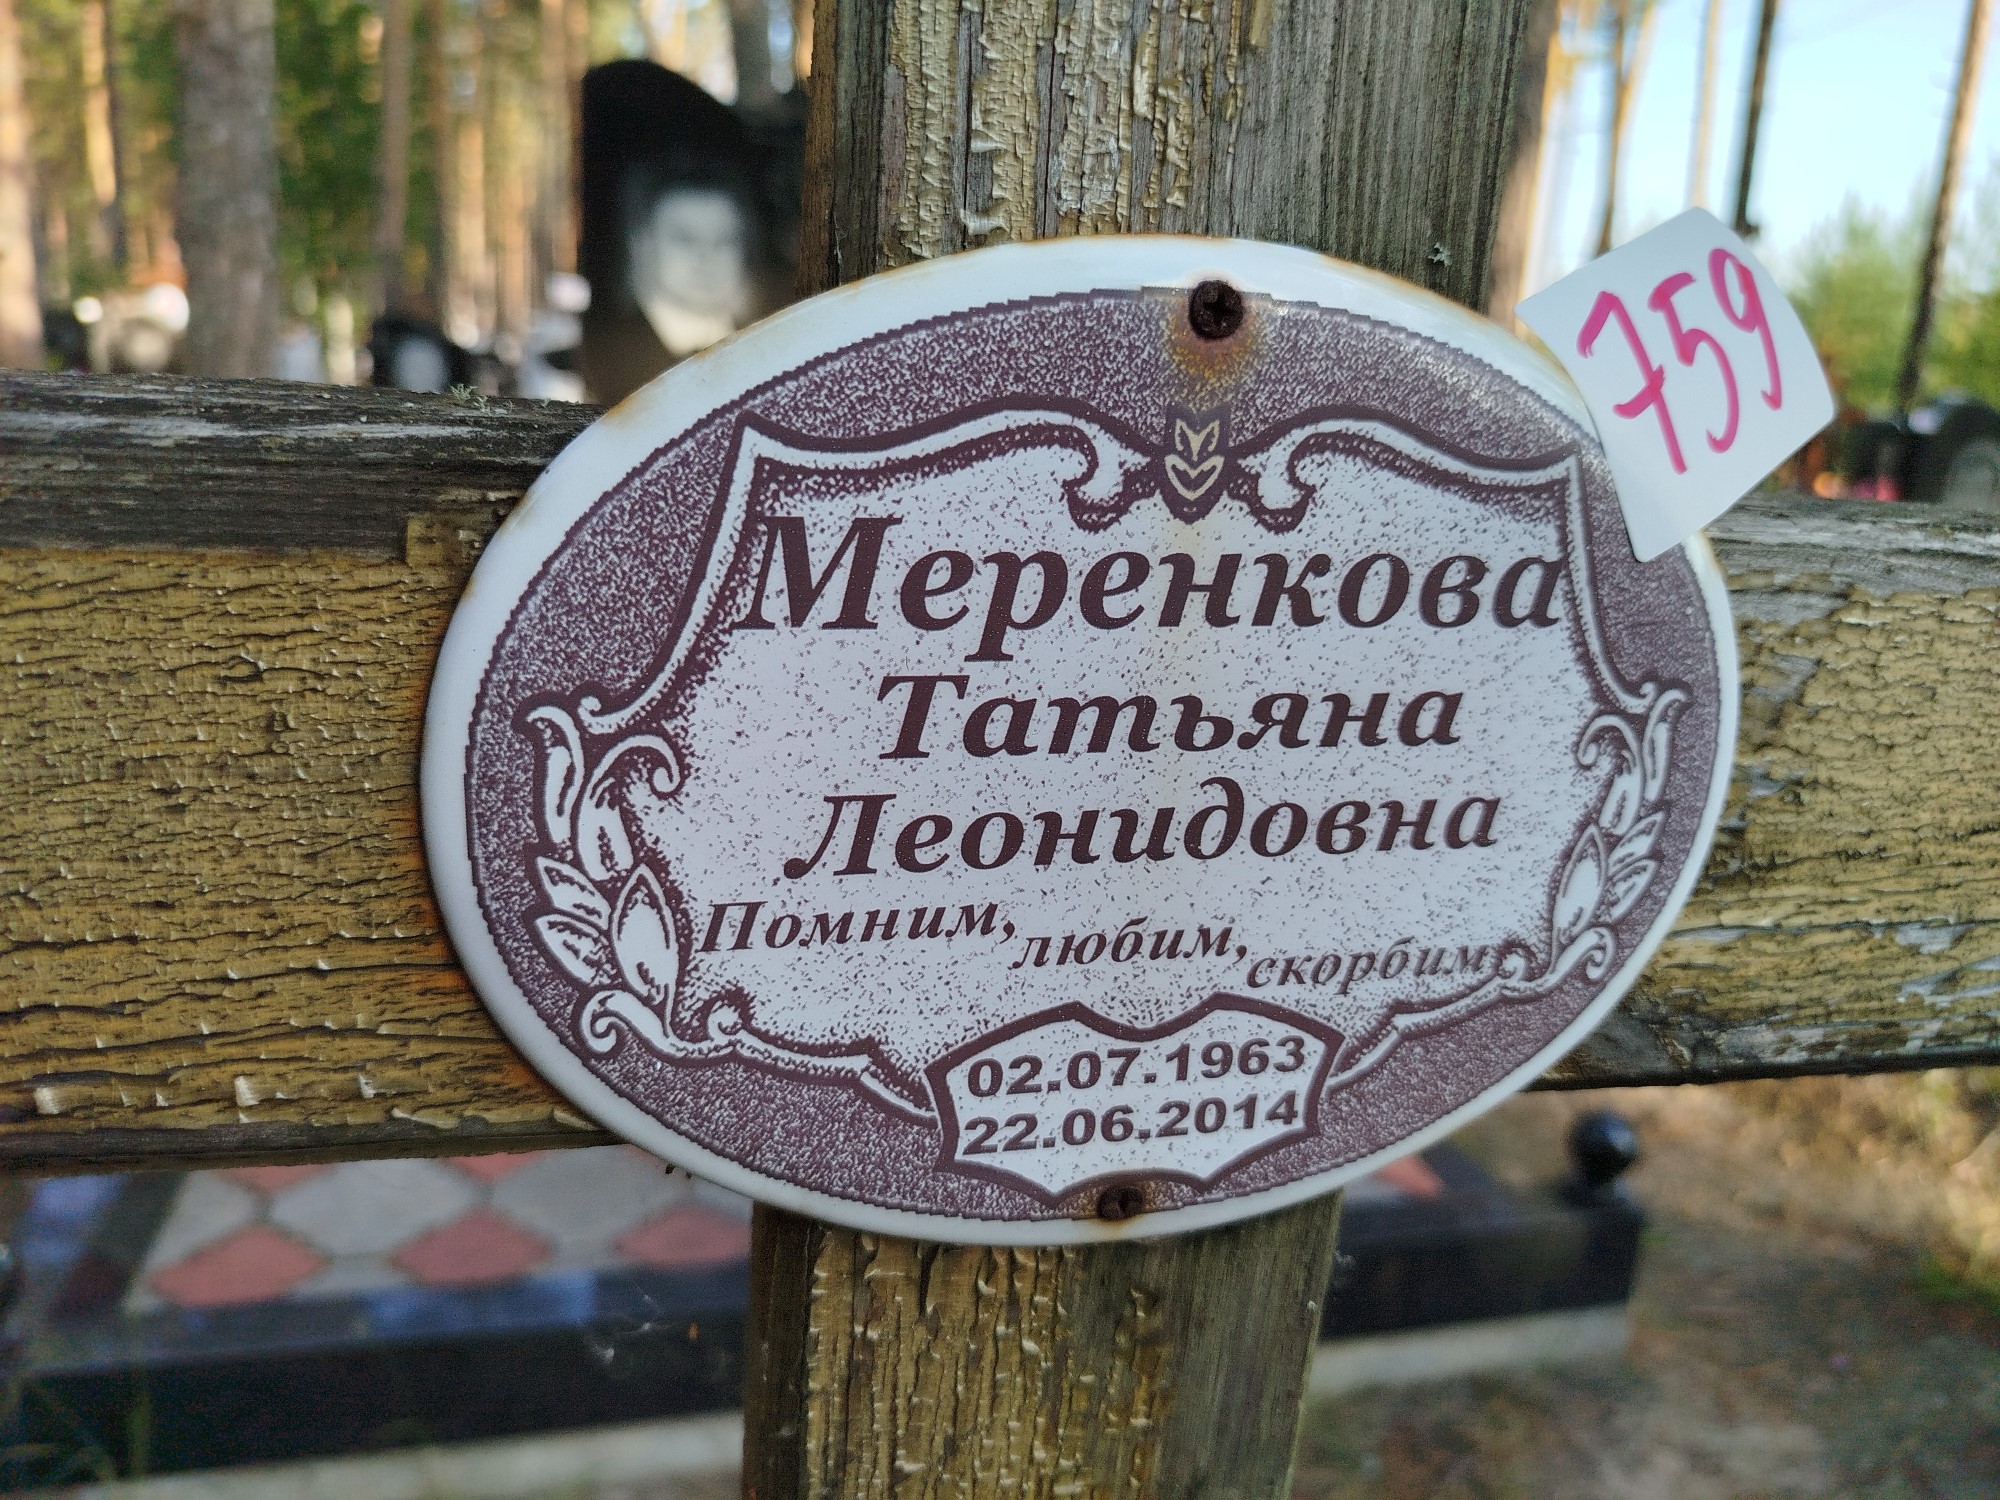 759
Меренкова
Татьяна
Леонидовна
Помним, любим, скорбим
02.07.1963
22.06.2014